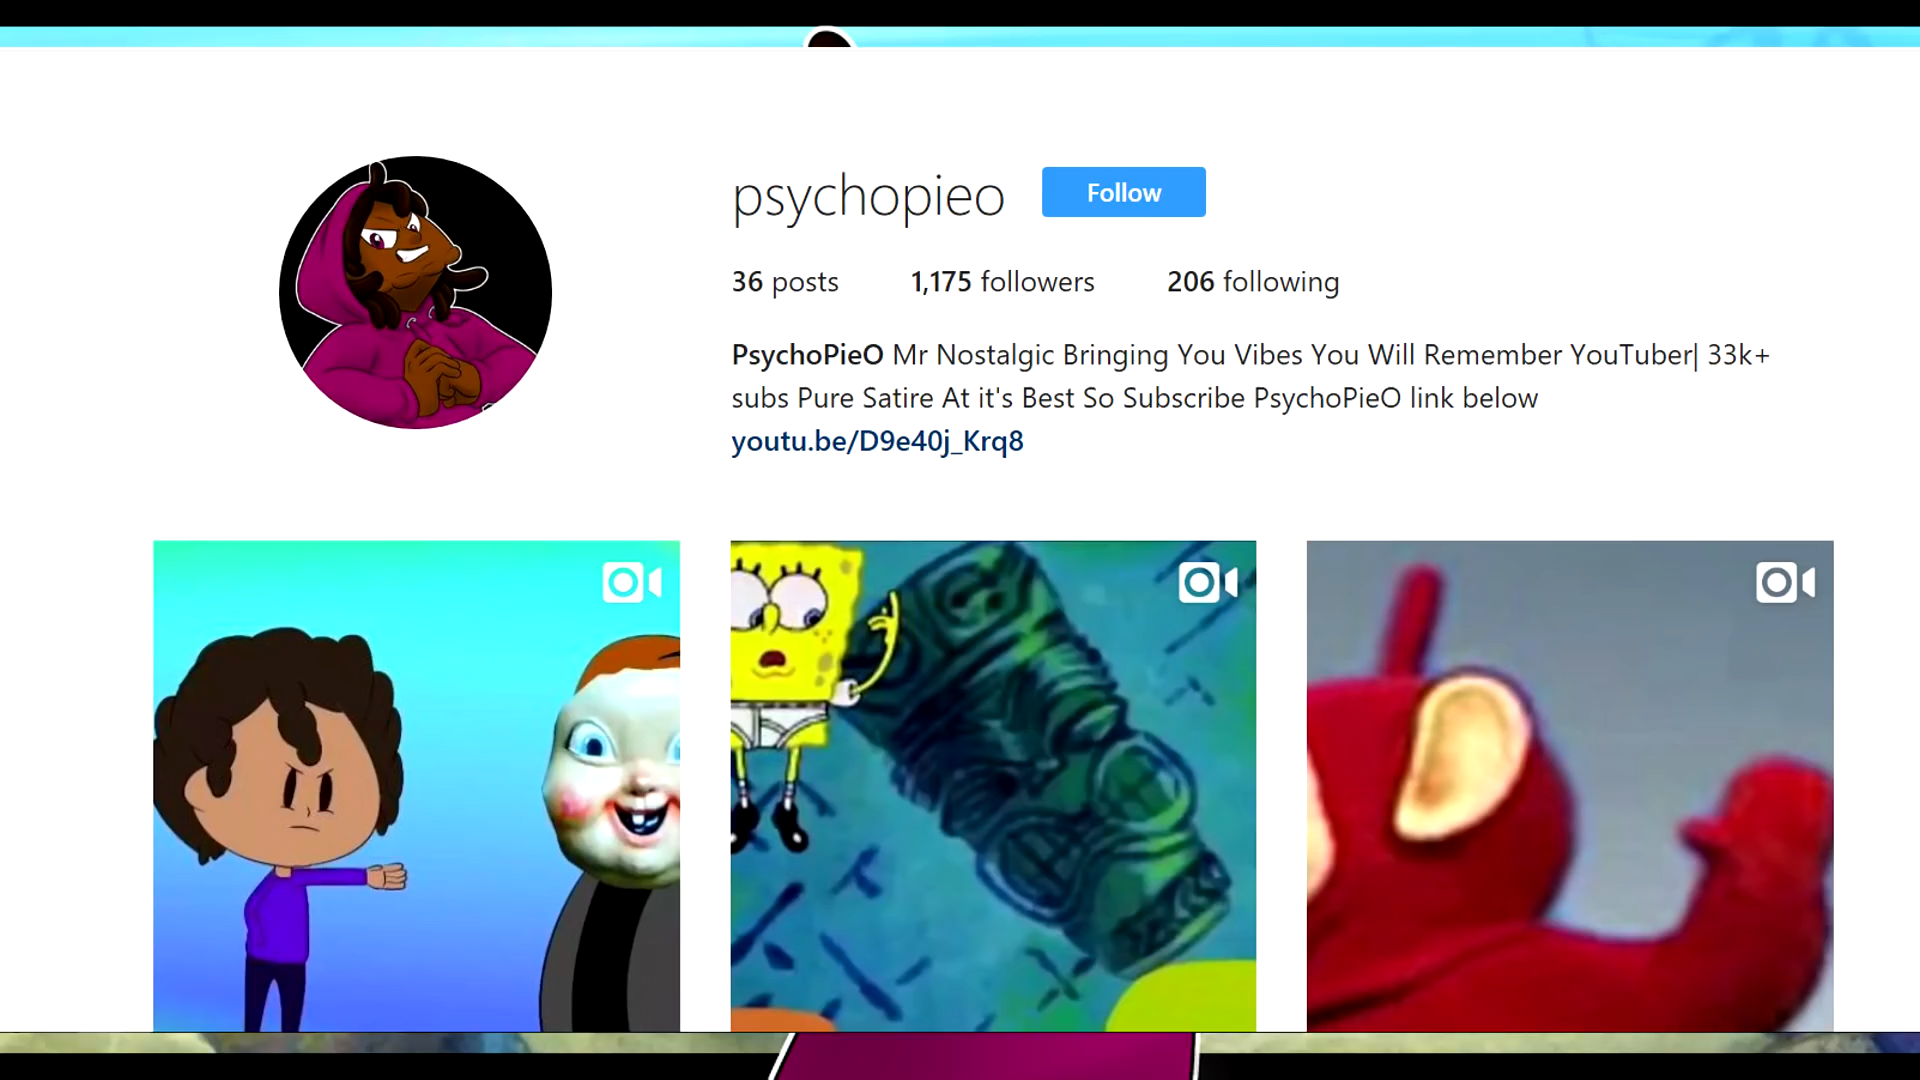 psychopieo
Follow
36 posts 1,175 followers 206 following
PsychoPieO Mr Nostalgic Bringing You Vibes You Will Remember YouTuber| 33k+
subs Pure Satire At it's Best So Subscribe PsychoPieO link below
youtu.be/D9e40j_Krq8